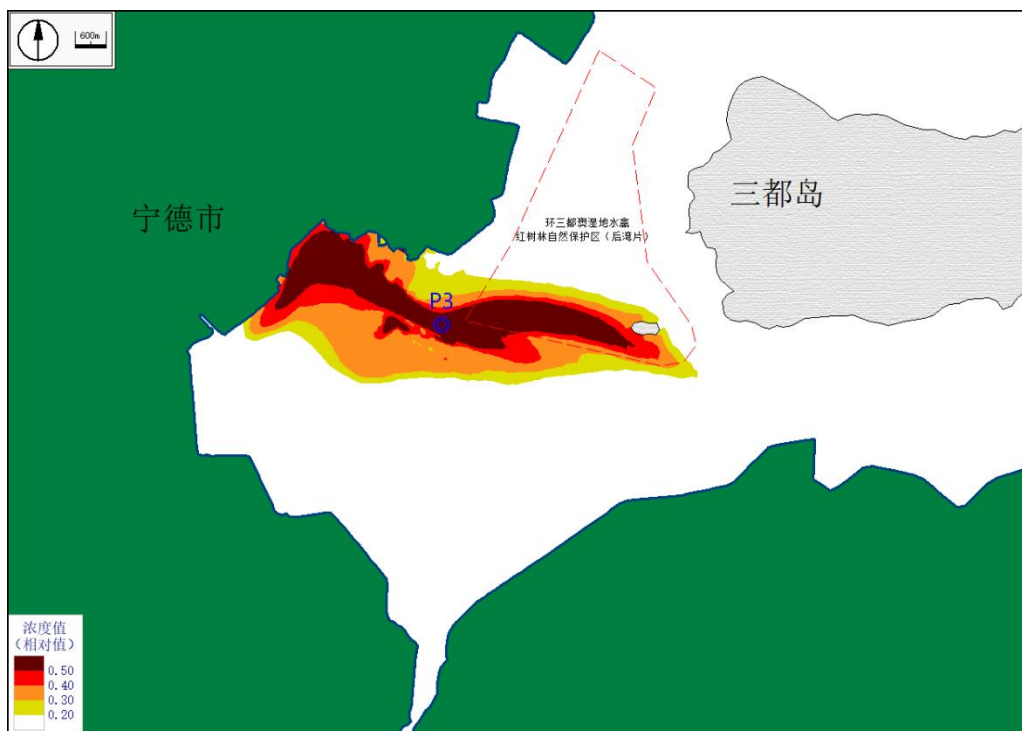 600m
宁德市
三都岛
环三都澳湿地水禽
红树林自然保护区（后湾片）
P3
浓度值
（相对值）
0.50
0.40
0.30
0.20